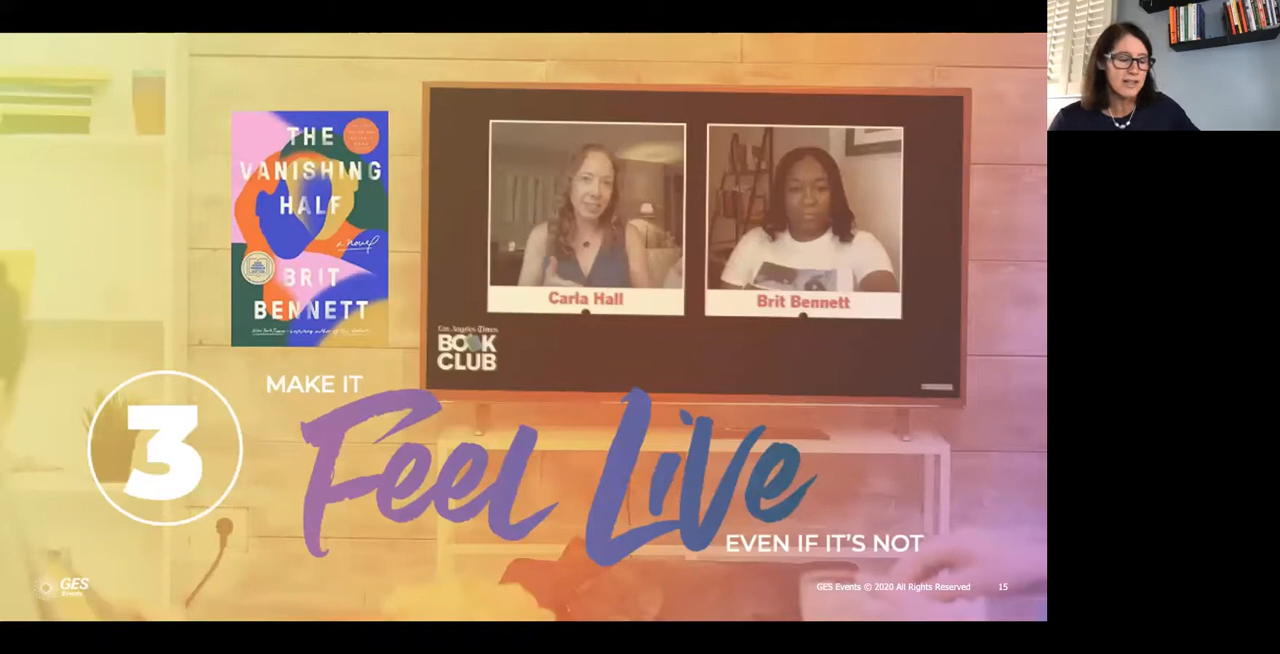 THE
VANISHING
HALF
a novel
BRIT
BENNETT
Carla Hall
Brit Bennett
Los Angeles Times
BOOK
CLUB
3
MAKE IT
Feel Live
EVEN IF IT'S NOT
GES
Events
GES Events © 2020 All Rights Reserved
15